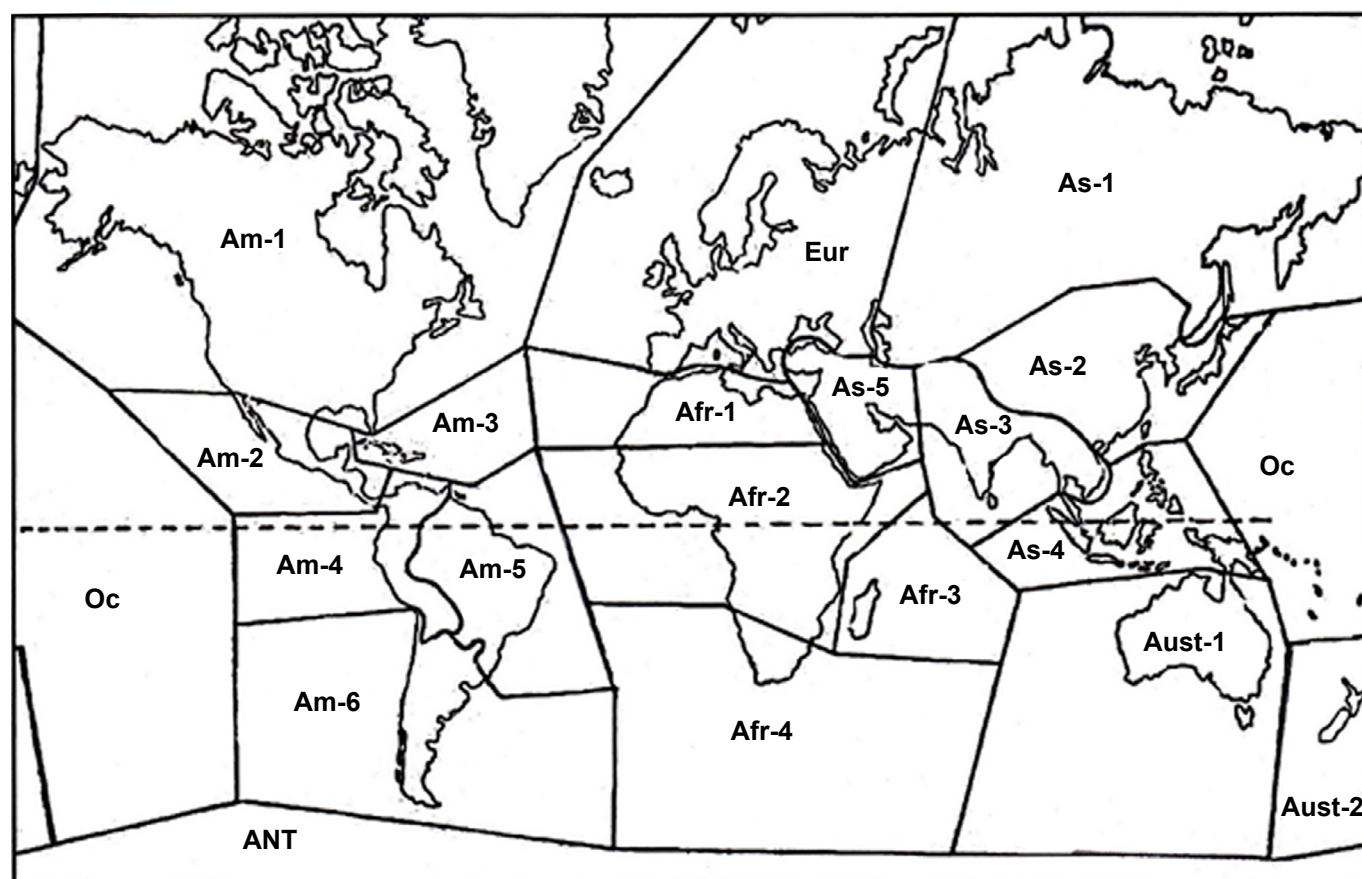 As-1
Am-1
Eur
As-2
As-5
Afr-1
Am-3
As-3
Am-2
Oc
Afr-2
As-4
Am-4
Am-5
Afr-3
Oc
Aust-1
Am-6
Afr-4
Aust-2
ANT